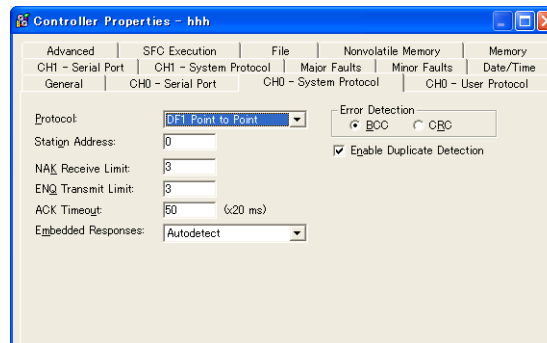 Controller Properties - hhh
Advanced SFC Execution File Nonvolatile Memory Memory
CH1 - Serial Port CH1 - System Protocol Major Faults Minor Faults Date/Time
General CH0 - Serial Port CH0 - System Protocol CH0 - User Protocol
Protocol: DF1 Point to Point
Error Detection
BCC CRC
Station Address: 0
Enable Duplicate Detection
NAK Receive Limit: 3
ENQ Transmit Limit: 3
ACK Timeout: 50 (x20 ms)
Embedded Responses: Autodetect